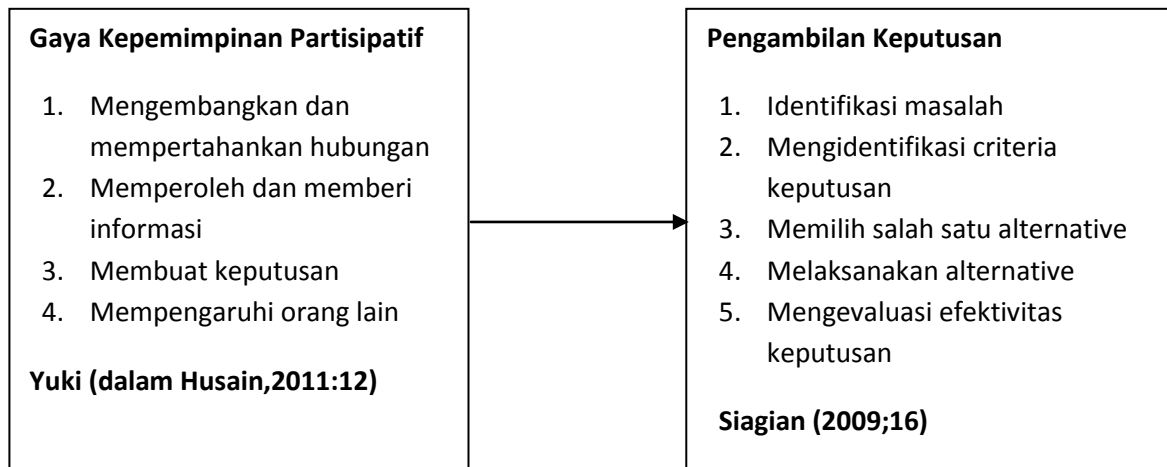 Gaya Kepemimpinan Partisipatif
1. Mengembangkan dan
mempertahankan hubungan
2. Memperoleh dan memberi
informasi
3. Membuat keputusan
4. Mempengaruhi orang lain
Yuki (dalam Husain,2011:12)
Pengambilan Keputusan
1. Identifikasi masalah
2. Mengidentifikasi criteria
keputusan
3. Memilih salah satu alternative
4. Melaksanakan alternative
5. Mengevaluasi efektivitas
keputusan
Siagian (2009;16)